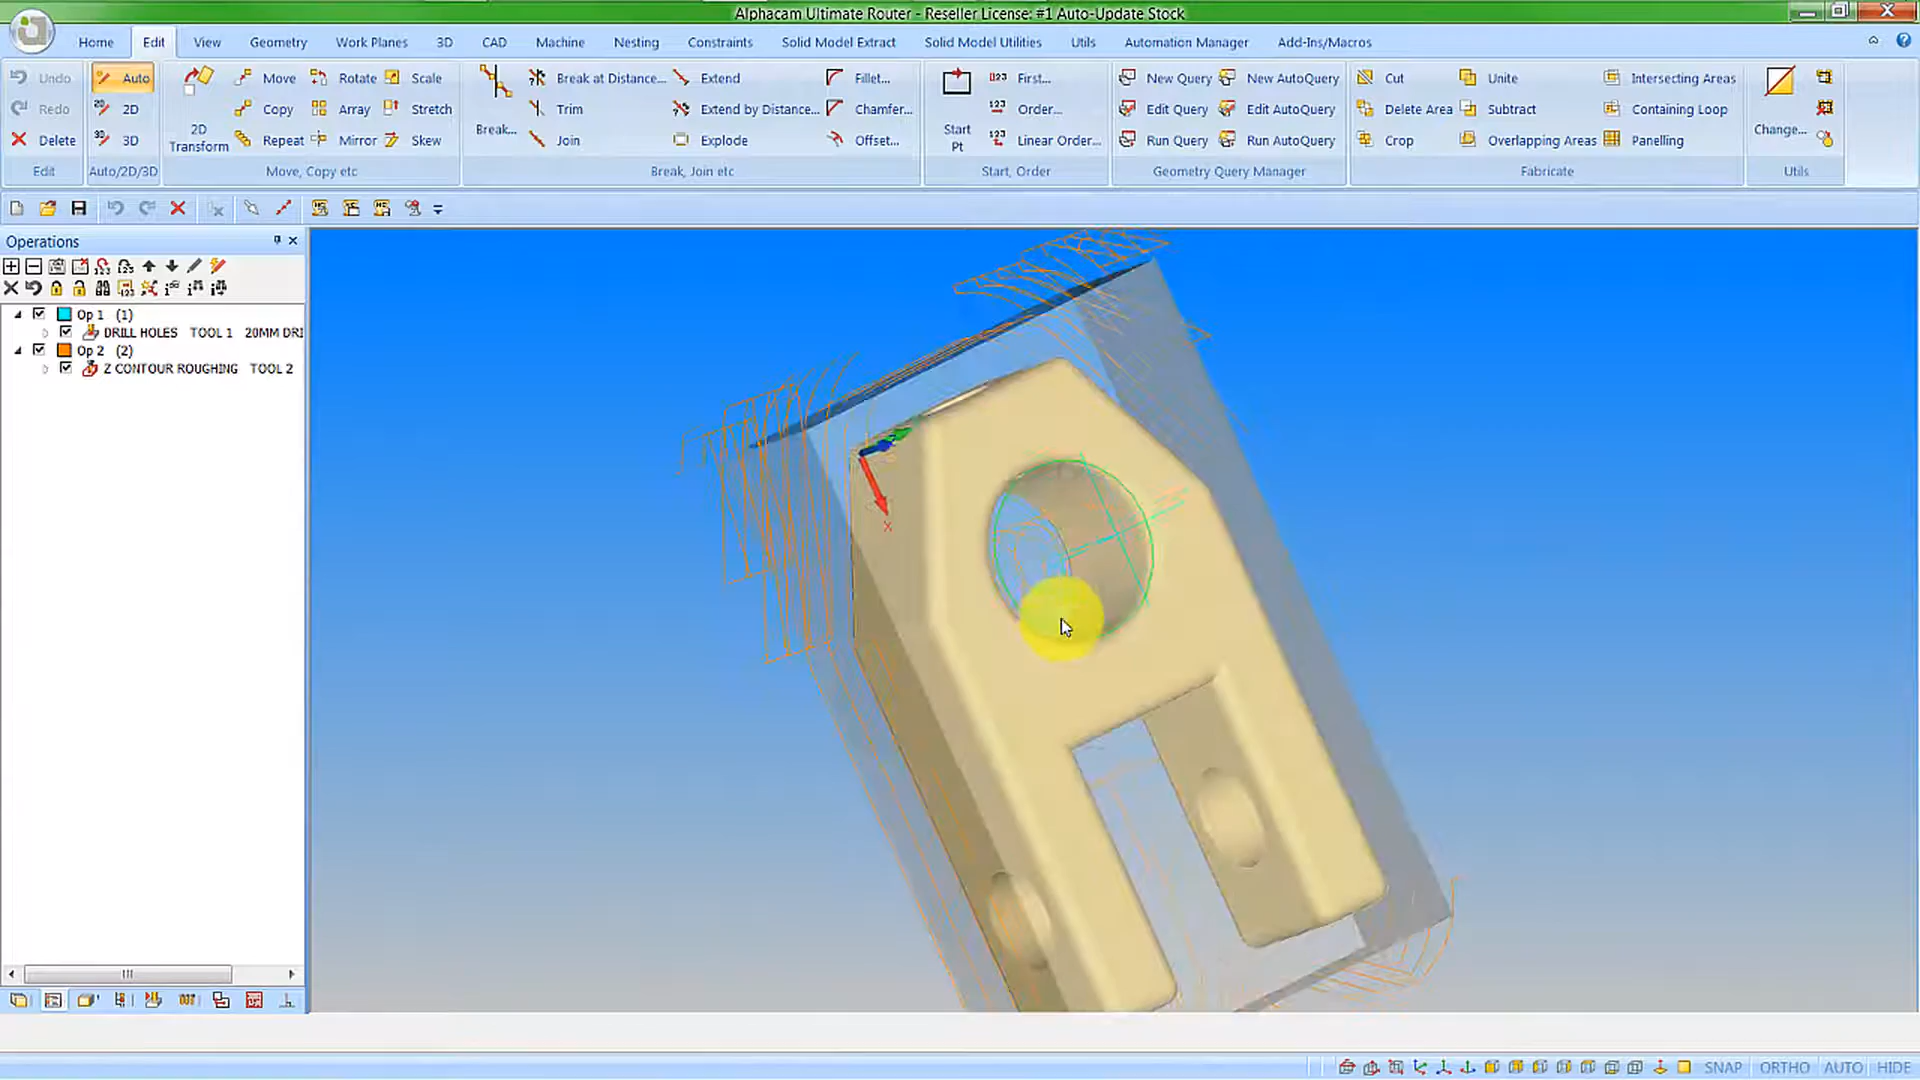 Alphacam Ultimate Router - Reseller License: #1 Auto-Update Stock
Home Edit View Geometry Work Planes 3D CAD Machine Nesting Constraints Solid Model Extract Solid Model Utilities Utils Automation Manager Add-Ins/Macros
Undo Auto Move Rotate Scale Break at Distance... Extend Fillet... First... New Query New AutoQuery Cut Unite Intersecting Areas
Redo 2D Copy Array Stretch Trim Extend by Distance... Chamfer... Order... Edit Query Edit AutoQuery Delete Area Subtract Containing Loop
2D Transform Break... Start Pt Change...
Delete 3D Repeat Mirror Skew Join Explode Offset... Linear Order... Run Query Run AutoQuery Crop Overlapping Areas Panelling
Edit Auto/2D/3D Move, Copy etc Break, Join etc Start, Order Geometry Query Manager Fabricate Utils
Operations
Op 1 (1)
DRILL HOLES TOOL 1 20MM DRI
Op 2 (2)
Z CONTOUR ROUGHING TOOL 2
X
SNAP ORTHO AUTO HIDE